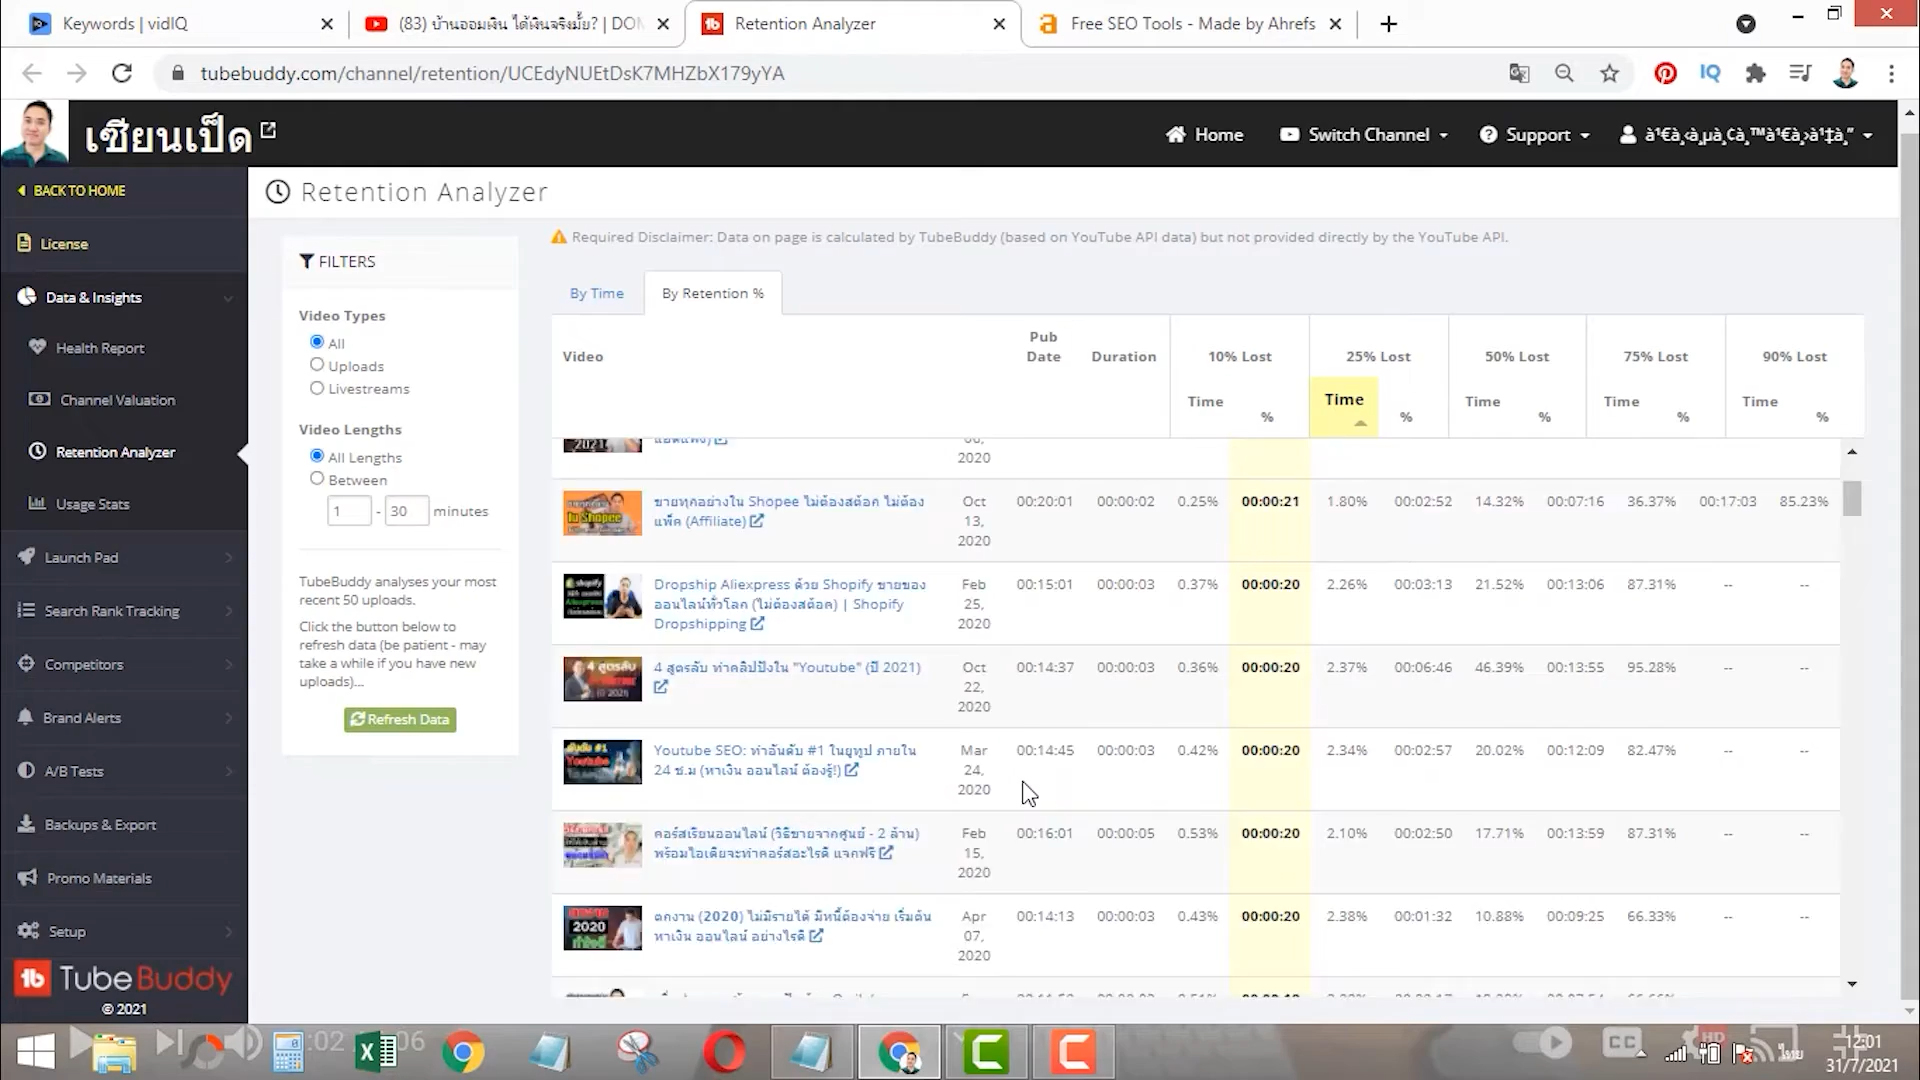 Keywords | vidIQ
(83) บ้านออมเงิน ได้เงินจริงมั้ย? | DOM
Retention Analyzer
Free SEO Tools - Made by Ahrefs
tubebuddy.com/channel/retention/UCEdyNUEtDsK7MHZbX179yYA
เซียนเป็ด
Home
Switch Channel
Support
BACK TO HOME
License
Data & Insights
Health Report
Channel Valuation
Retention Analyzer
Usage Stats
Launch Pad
Search Rank Tracking
Competitors
Brand Alerts
A/B Tests
Backups & Export
Promo Materials
Setup
TubeBuddy
© 2021
Retention Analyzer
FILTERS
Video Types
All
Uploads
Livestreams
Video Lengths
All Lengths
Between
1 - 30 minutes
TubeBuddy analyses your most
recent 50 uploads.
Click the button below to
refresh data (be patient - may
take a while if you have new
uploads)...
Refresh Data
Required Disclaimer: Data on page is calculated by TubeBuddy (based on YouTube API data) but not provided directly by the YouTube API.
By Time By Retention %
Video Pub Date Duration 10% Lost 25% Lost 50% Lost 75% Lost 90% Lost
Time % Time % Time % Time % Time %
2021
2020
ขายทุกอย่างใน Shopee ไม่ต้องสต้อค ไม่ต้อง
แพ็ค (Affiliate)
Oct 13, 2020 00:20:01 00:00:02 0.25% 00:00:21 1.80% 00:02:52 14.32% 00:07:16 36.37% 00:17:03 85.23%
Dropship Aliexpress ด้วย Shopify ขายของ
ออนไลน์ทั่วโลก (ไม่ต้องสต้อค) | Shopify
Dropshipping
Feb 25, 2020 00:15:01 00:00:03 0.37% 00:00:20 2.26% 00:03:13 21.52% 00:13:06 87.31% -- --
4 สูตรลับ ทำคลิปปังใน "Youtube" (ปี 2021)
Oct 22, 2020 00:14:37 00:00:03 0.36% 00:00:20 2.37% 00:06:46 46.39% 00:13:55 95.28% -- --
Youtube SEO: ทำอันดับ #1 ในยูทูป ภายใน
24 ช.ม (หาเงิน ออนไลน์ ต้องรู้!)
Mar 24, 2020 00:14:45 00:00:03 0.42% 00:00:20 2.34% 00:02:57 20.02% 00:12:09 82.47% -- --
คอร์สเรียนออนไลน์ (วิธีขายจากศูนย์ - 2 ล้าน)
พร้อมไอเดียจะทำคอร์สอะไรดี แจกฟรี
Feb 15, 2020 00:16:01 00:00:05 0.53% 00:00:20 2.10% 00:02:50 17.71% 00:13:59 87.31% -- --
ตกงาน (2020) ไม่มีรายได้ มีหนี้ต้องจ่าย เริ่มต้น
หาเงิน ออนไลน์ อย่างไรดี
Apr 07, 2020 00:14:13 00:00:03 0.43% 00:00:20 2.38% 00:01:32 10.88% 00:09:25 66.33% -- --
12:01
31/7/2021